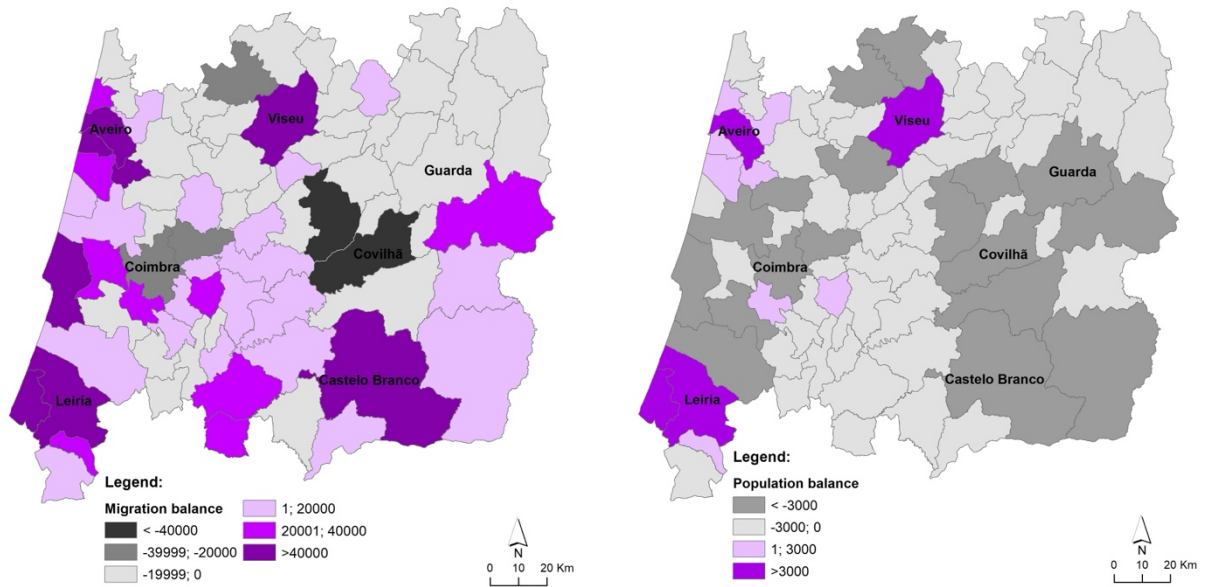 Aveiro
Viseu
Guarda
Covilhã
Coimbra
Castelo Branco
Leiria
Legend:
Migration balance
< -40000
-39999; -20000
-19999; 0
1; 20000
20001; 40000
>40000
N
0 10 20 Km
Aveiro
Viseu
Guarda
Covilhã
Coimbra
Castelo Branco
Leiria
Legend:
Population balance
< -3000
-3000; 0
1; 3000
>3000
N
0 10 20 Km